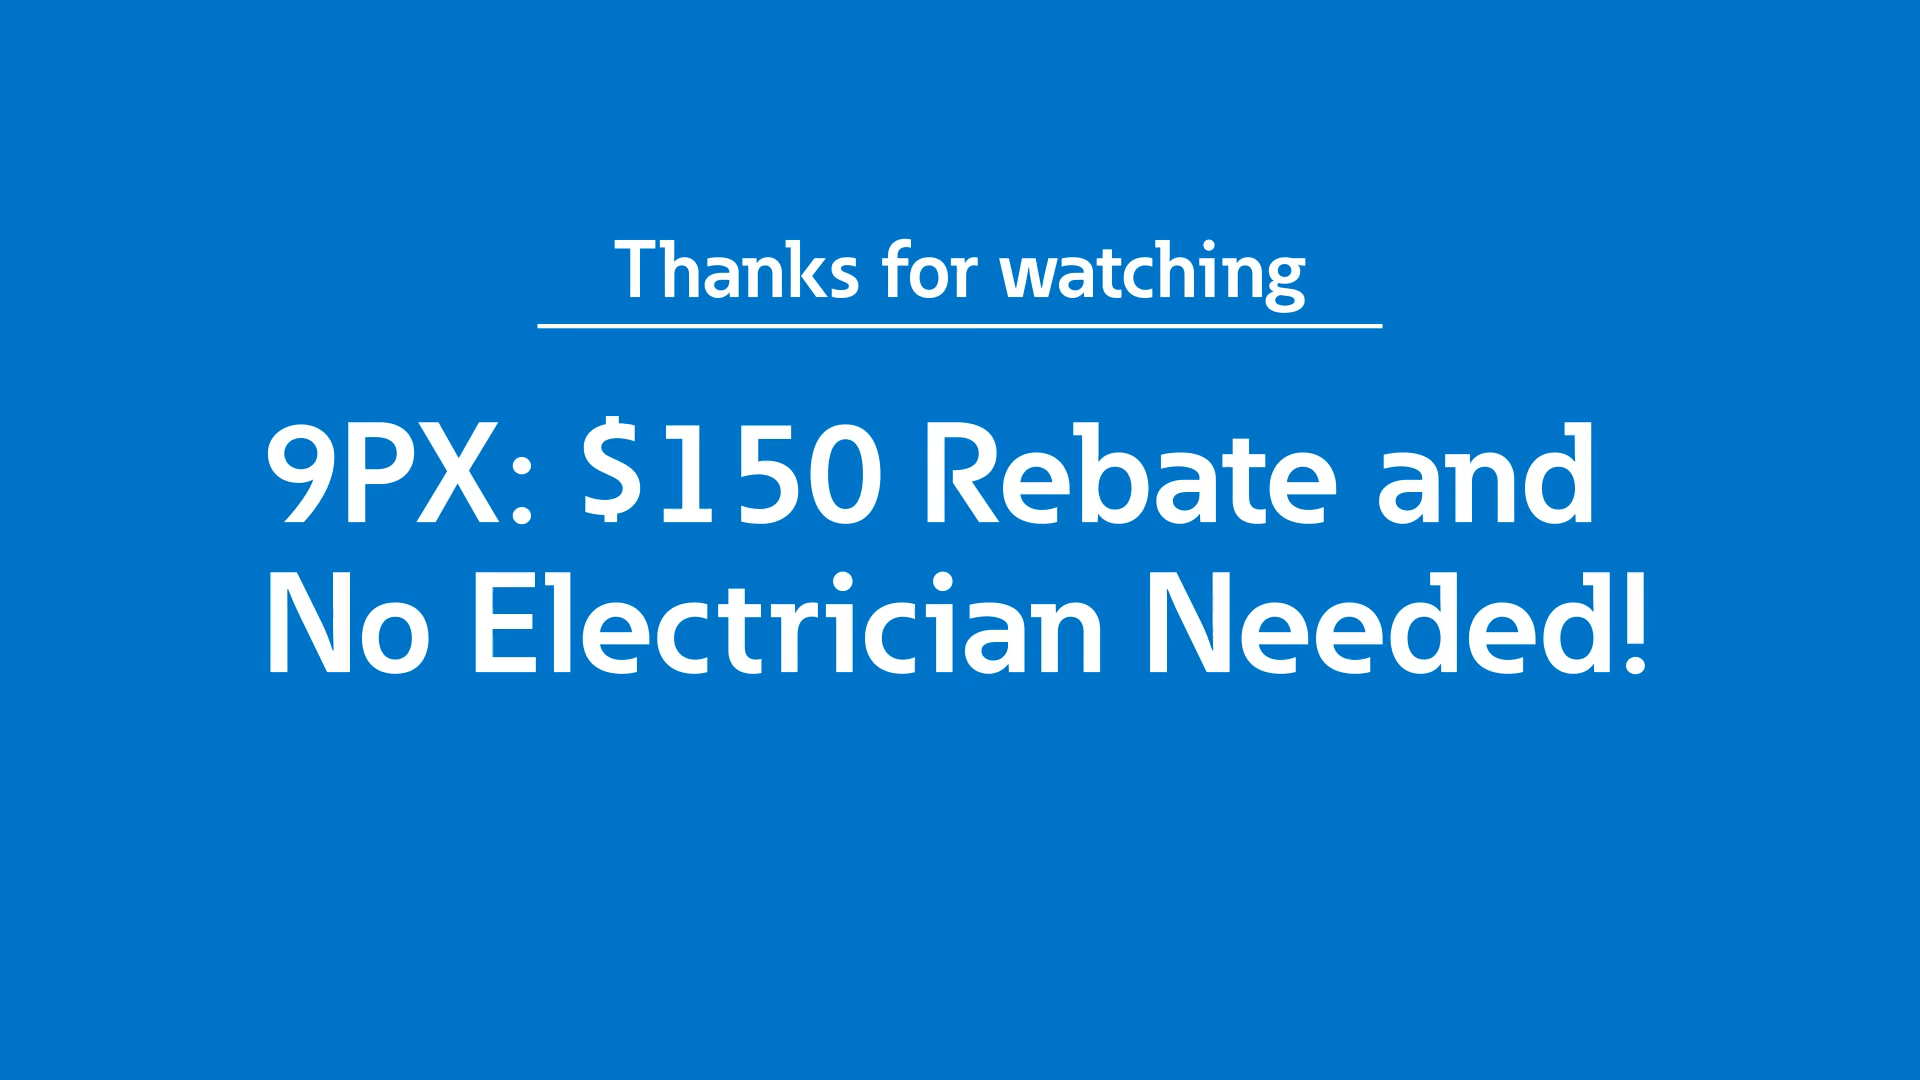 Thanks for watching
9PX: $150 Rebate and
No Electrician Needed!